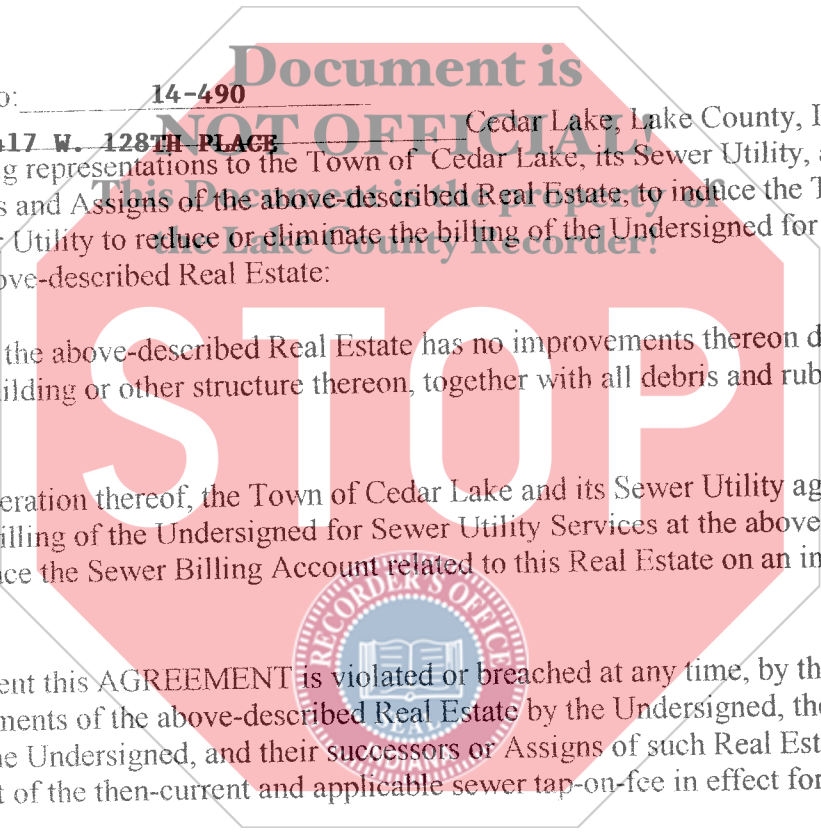 Document is
NOT OFFICIAL!
This Document is the property of
the Lake County Recorder!
STOP
RECORDER'S OFFICE
SEAL
INDIANA
o: 14-490
417 W. 128TH PLACE Cedar Lake, Lake County, I
g representations to the Town of Cedar Lake, its Sewer Utility, a
s and Assigns of the above-described Real Estate, to induce the T
r Utility to reduce or eliminate the billing of the Undersigned for
ove-described Real Estate:
the above-described Real Estate has no improvements thereon d
ilding or other structure thereon, together with all debris and rub
eration thereof, the Town of Cedar Lake and its Sewer Utility ag
illing of the Undersigned for Sewer Utility Services at the above
ce the Sewer Billing Account related to this Real Estate on an in
ent this AGREEMENT is violated or breached at any time, by th
ments of the above-described Real Estate by the Undersigned, the
e Undersigned, and their successors or Assigns of such Real Est
t of the then-current and applicable sewer tap-on-fee in effect for